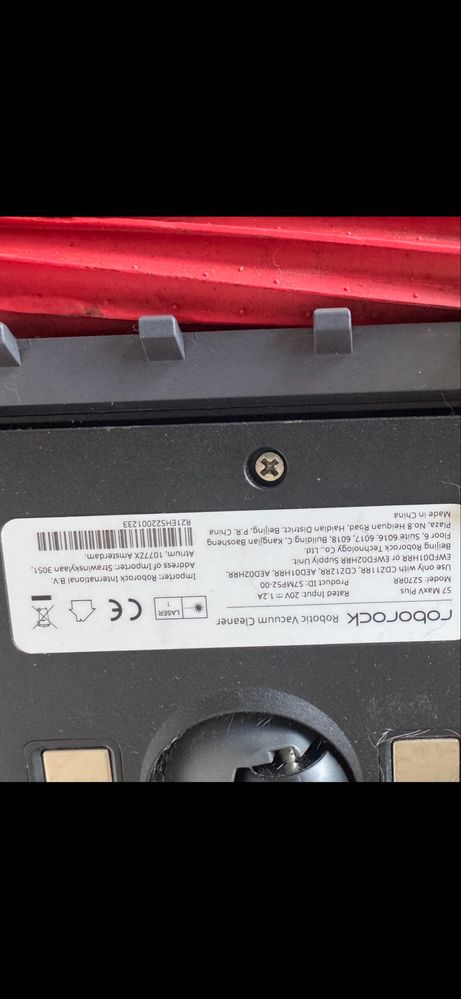 roborock Robotic Vacuum Cleaner
S7 MaxV Plus
Model: S270RR
Rated Input: 20V ⎓ 1.2A
Product ID: S7MP52-00
Use only with CDZ11RR, CDZ12RR, AED01HRR, AED02HRR,
EWFD01HRR or EWFD02HRR Supply Unit.
Beijing Roborock Technology Co., Ltd.
Floor 6, Suite 6016, 6017, 6018, Building C, Kangjian Baosheng
Plaza, No.8 Heiquan Road, Haidian District, Beijing, P.R. China
Made in China
LASER
1
CE
Importer: Roborock International B.V.
Address of Importer: Strawiskylaan 3051,
Atrium, 1077ZX Amsterdam.
R21EHS22001233